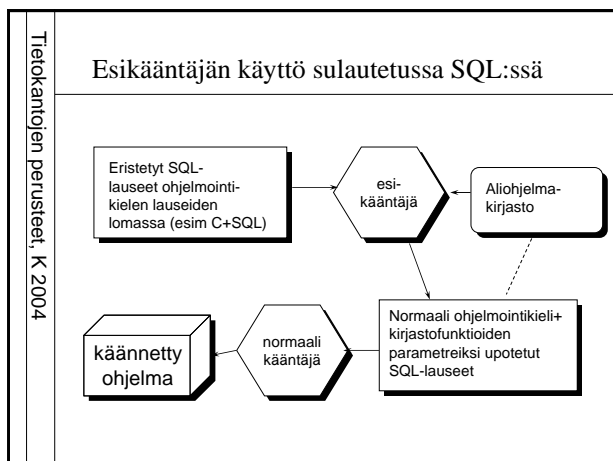 Tietokantojen perusteet, K 2004
Esikääntäjän käyttö sulautetussa SQL:ssä
Eristetyt SQL-
lauseet ohjelmointi-
kielen lauseiden
lomassa (esim C+SQL)
esi-
kääntäjä
Aliohjelma-
kirjasto
Normaali ohjelmointikieli+
kirjastofunktioiden
parametreiksi upotetut
SQL-lauseet
normaali
kääntäjä
käännetty
ohjelma